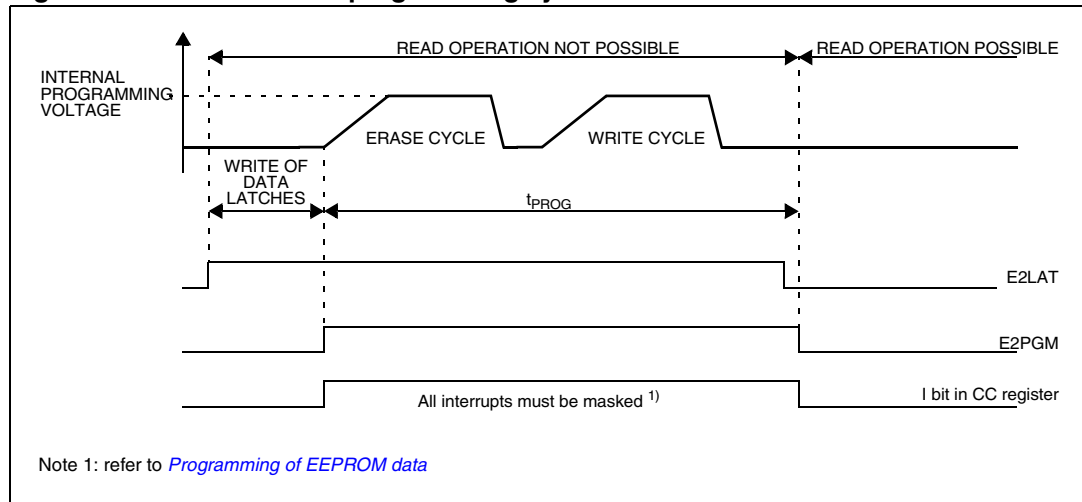 READ OPERATION NOT POSSIBLE
READ OPERATION POSSIBLE
INTERNAL
PROGRAMMING
VOLTAGE
ERASE CYCLE
WRITE CYCLE
WRITE OF
DATA
LATCHES
tPROG
E2LAT
E2PGM
All interrupts must be masked 1)
I bit in CC register
Note 1: refer to Programming of EEPROM data